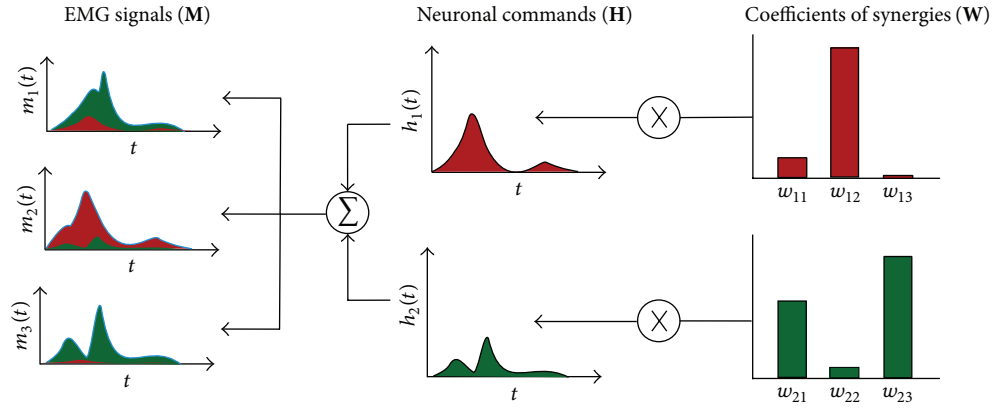 EMG signals (M)
Neuronal commands (H)
Coefficients of synergies (W)
m₁(t)
t
h₁(t)
t
X
w₁₁
w₁₂
w₁₃
m₂(t)
t
Σ
m₃(t)
t
h₂(t)
t
X
w₂₁
w₂₂
w₂₃